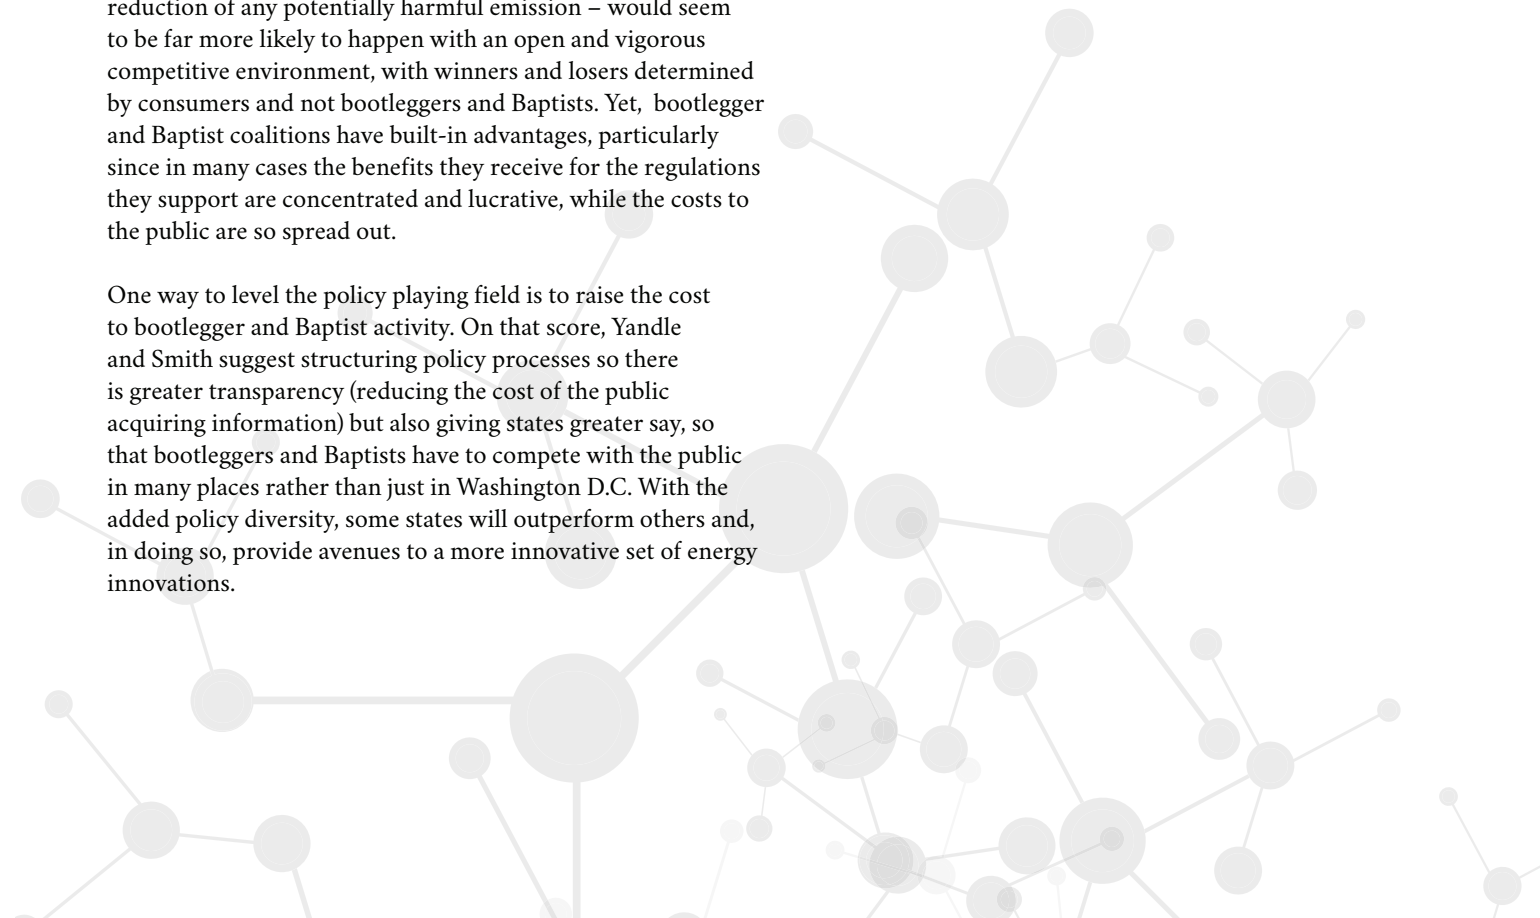 reduction of any potentially harmful emission – would seem
to be far more likely to happen with an open and vigorous
competitive environment, with winners and losers determined
by consumers and not bootleggers and Baptists. Yet,  bootlegger
and Baptist coalitions have built-in advantages, particularly
since in many cases the benefits they receive for the regulations
they support are concentrated and lucrative, while the costs to
the public are so spread out.
One way to level the policy playing field is to raise the cost
to bootlegger and Baptist activity. On that score, Yandle
and Smith suggest structuring policy processes so there
is greater transparency (reducing the cost of the public
acquiring information) but also giving states greater say, so
that bootleggers and Baptists have to compete with the public
in many places rather than just in Washington D.C. With the
added policy diversity, some states will outperform others and,
in doing so, provide avenues to a more innovative set of energy
innovations.